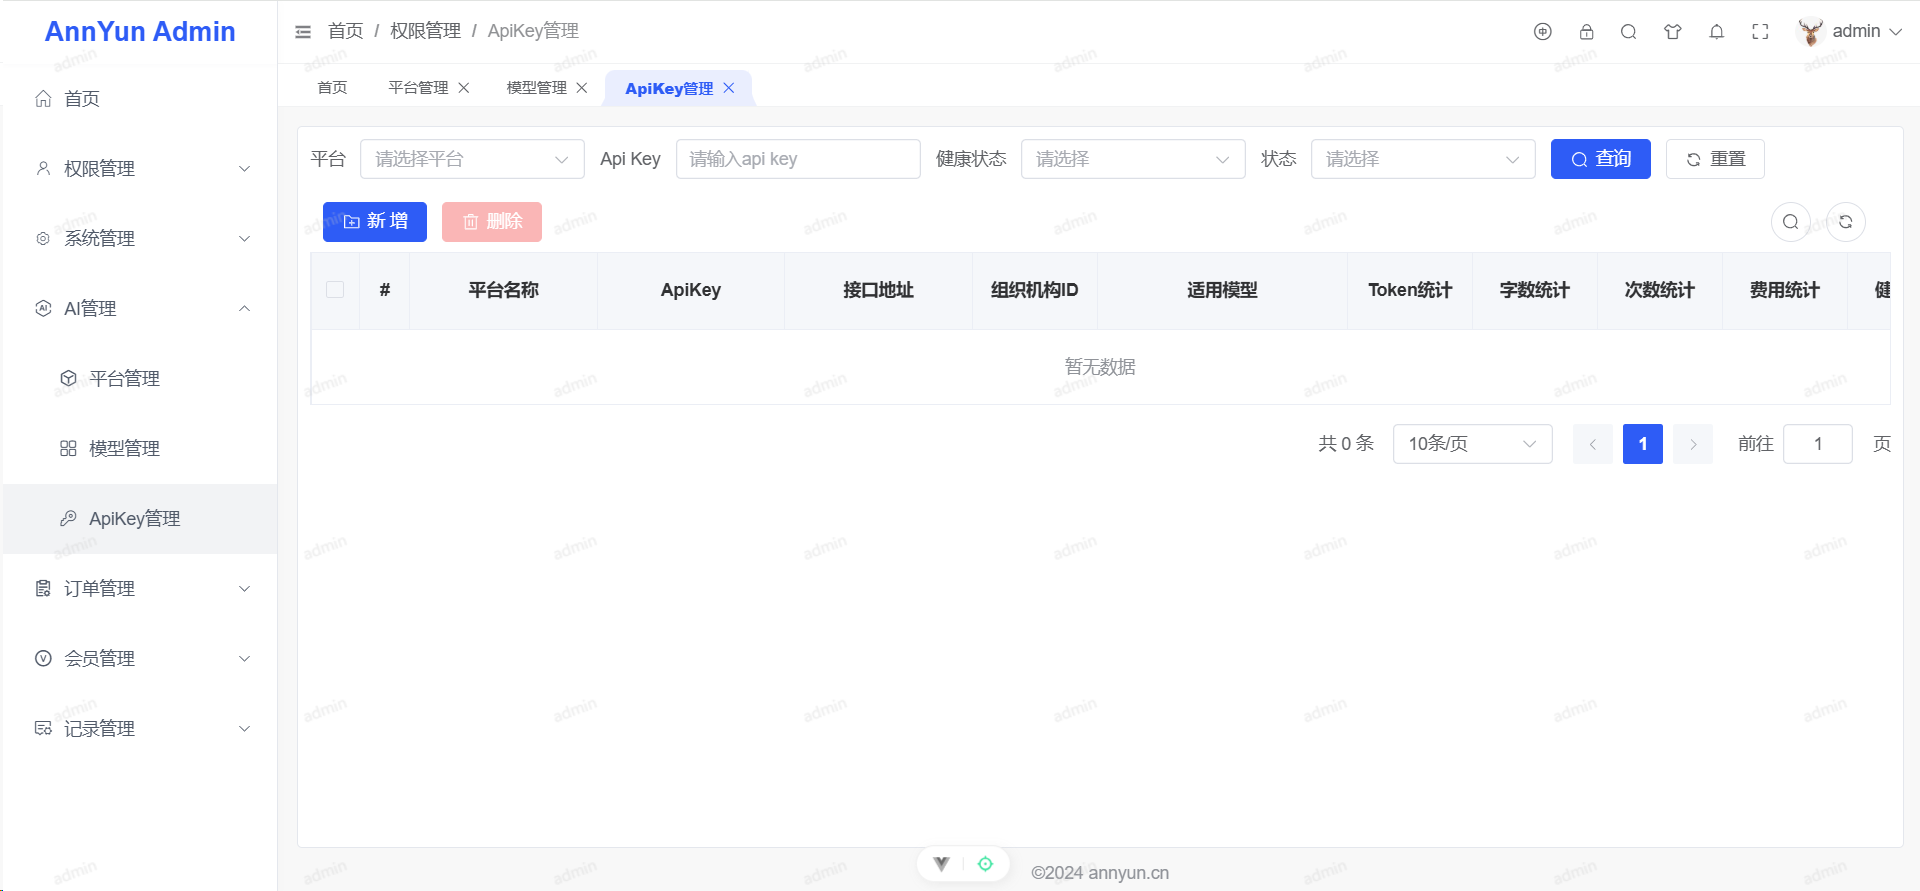 AnnYun Admin
首页 / 权限管理 / ApiKey管理
admin
首页
平台管理
模型管理
ApiKey管理
首页
权限管理
系统管理
AI管理
平台管理
模型管理
ApiKey管理
订单管理
会员管理
记录管理
平台 请选择平台 Api Key 请输入api key 健康状态 请选择 状态 请选择 查询 重置
新增 删除
# 平台名称 ApiKey 接口地址 组织机构ID 适用模型 Token统计 字数统计 次数统计 费用统计 健
暂无数据
共 0 条 10条/页 1 前往 1 页
©2024 annyun.cn